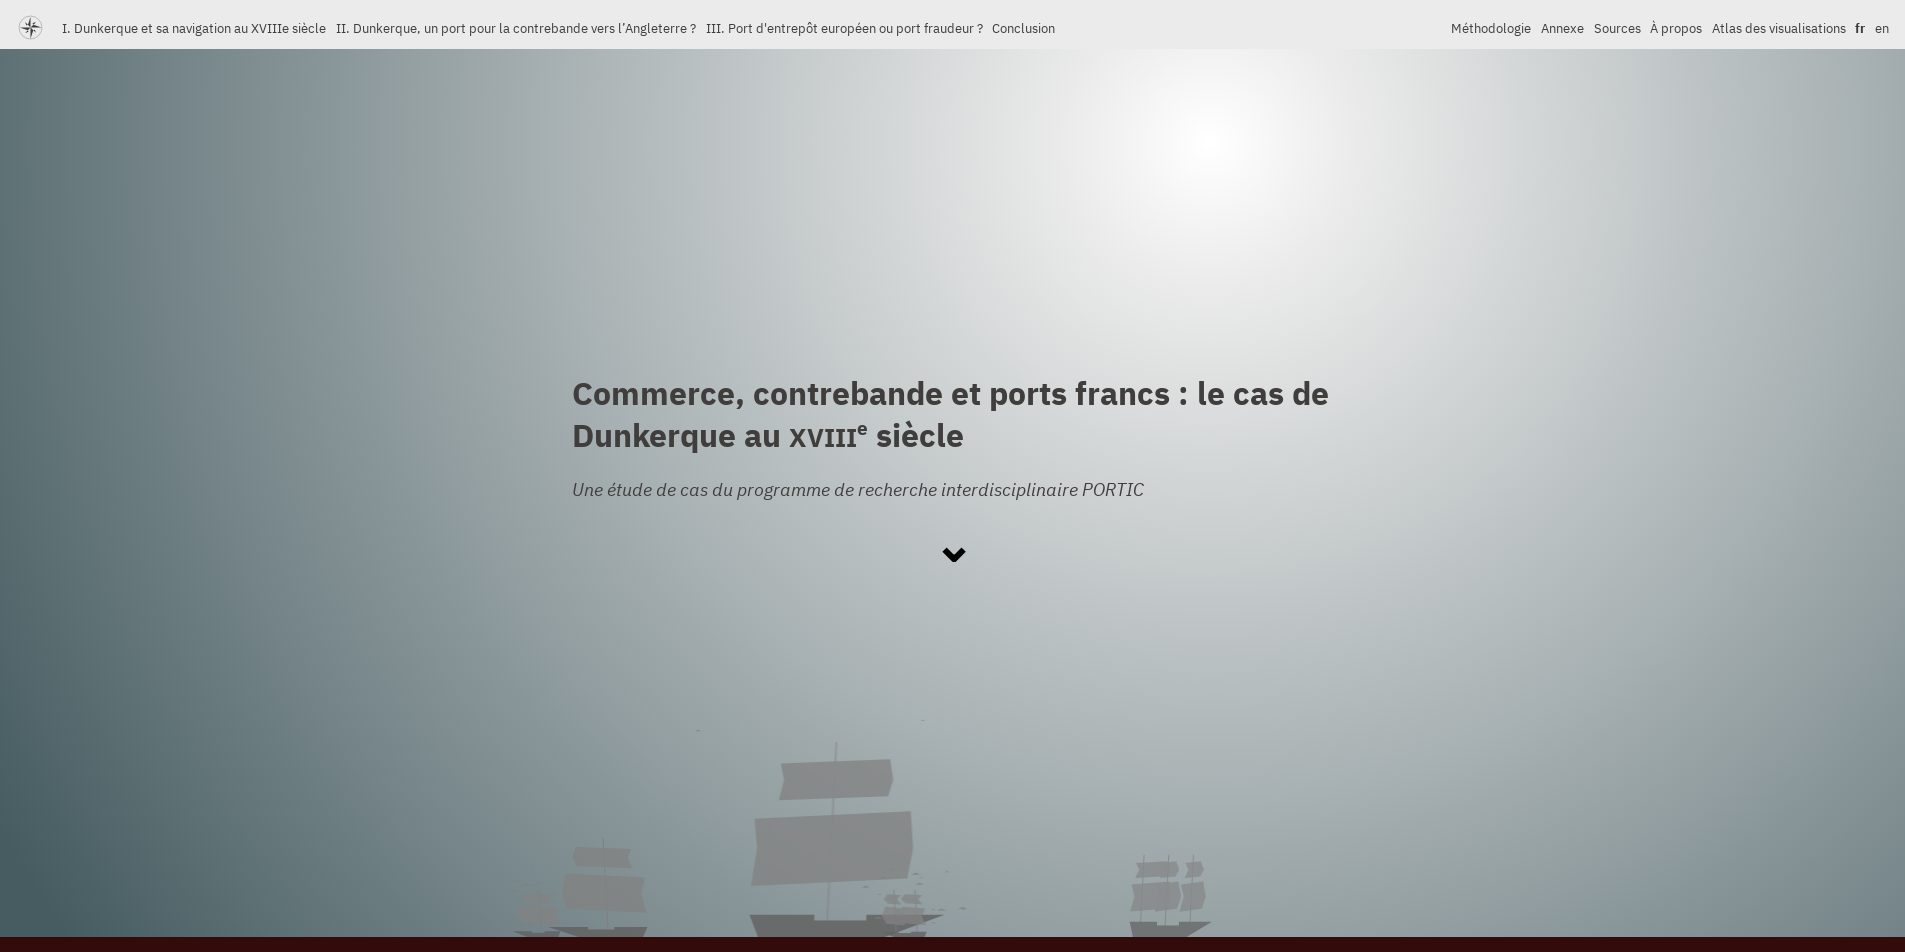 I. Dunkerque et sa navigation au XVIIIe siècle II. Dunkerque, un port pour la contrebande vers l’Angleterre ? III. Port d'entrepôt européen ou port fraudeur ? Conclusion Méthodologie Annexe Sources À propos Atlas des visualisations fr en
Commerce, contrebande et ports francs : le cas de
Dunkerque au XVIIIe siècle
Une étude de cas du programme de recherche interdisciplinaire PORTIC